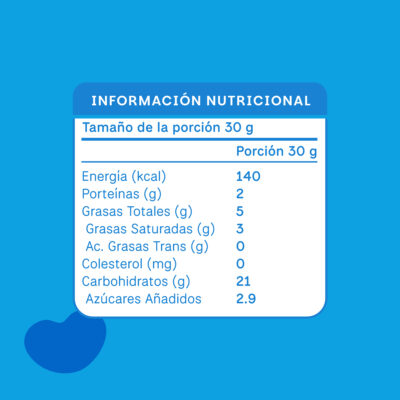 INFORMACIÓN NUTRICIONAL
Tamaño de la porción 30 g
Porción 30 g
Energía (kcal) 140
Porteínas (g) 2
Grasas Totales (g) 5
Grasas Saturadas (g) 3
Ac. Grasas Trans (g) 0
Colesterol (mg) 0
Carbohidratos (g) 21
Azúcares Añadidos 2.9